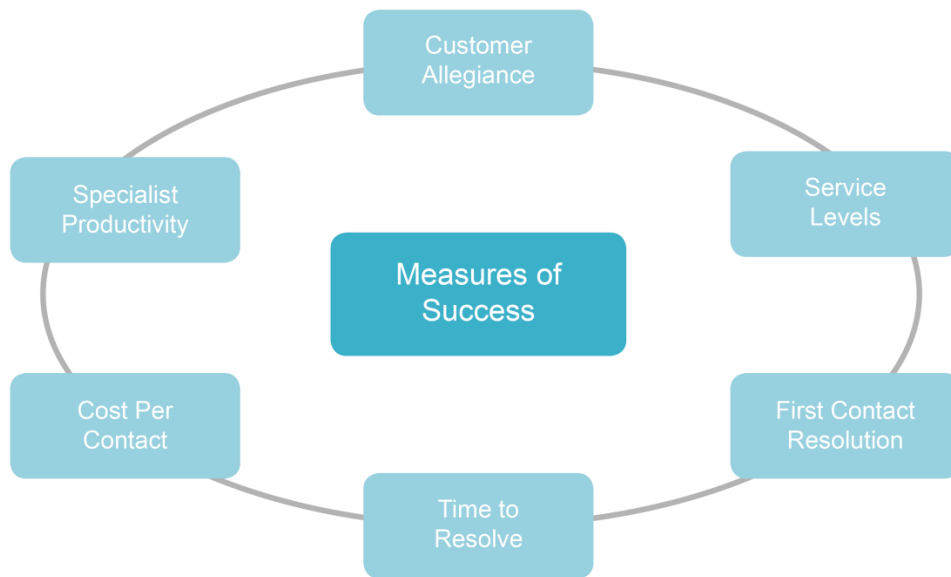 Customer
Allegiance
Specialist
Productivity
Service
Levels
Measures of
Success
Cost Per
Contact
First Contact
Resolution
Time to
Resolve